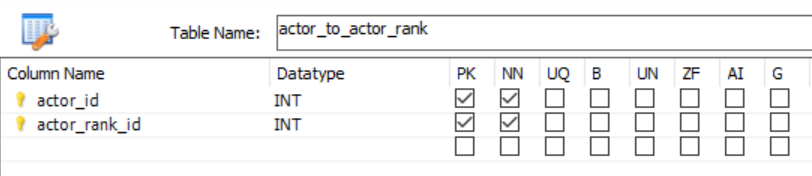 Table Name: actor_to_actor_rank
Column Name Datatype PK NN UQ B UN ZF AI G
actor_id INT
actor_rank_id INT